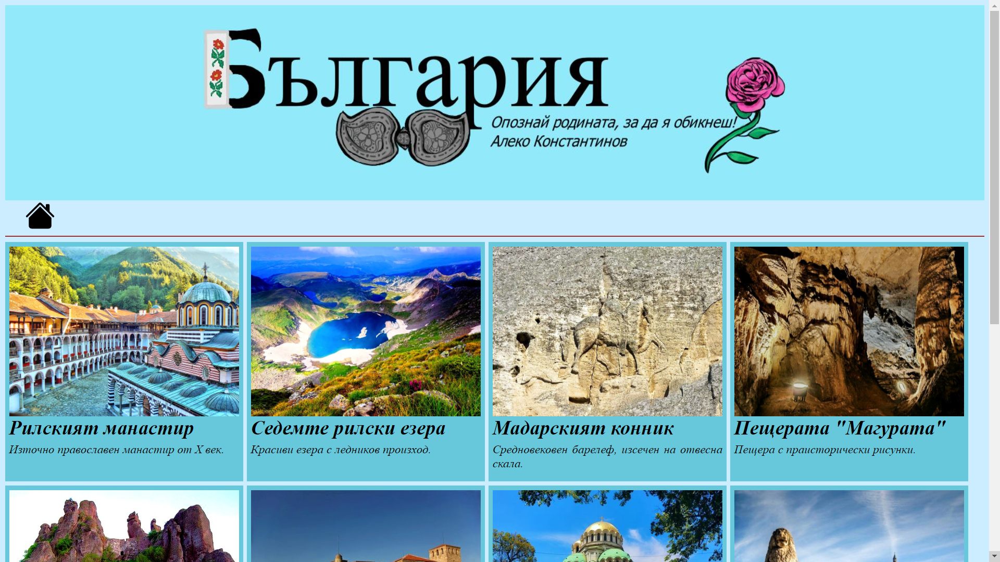 България
Опознай родината, за да я обикнеш!
Алеко Константинов
Рилският манастир
Източно православен манастир от X век.
Седемте рилски езера
Красиви езера с ледников произход.
Мадарският конник
Средновековен барелеф, изсечен на отвесна
скала.
Пещерата "Магурата"
Пещера с праисторически рисунки.